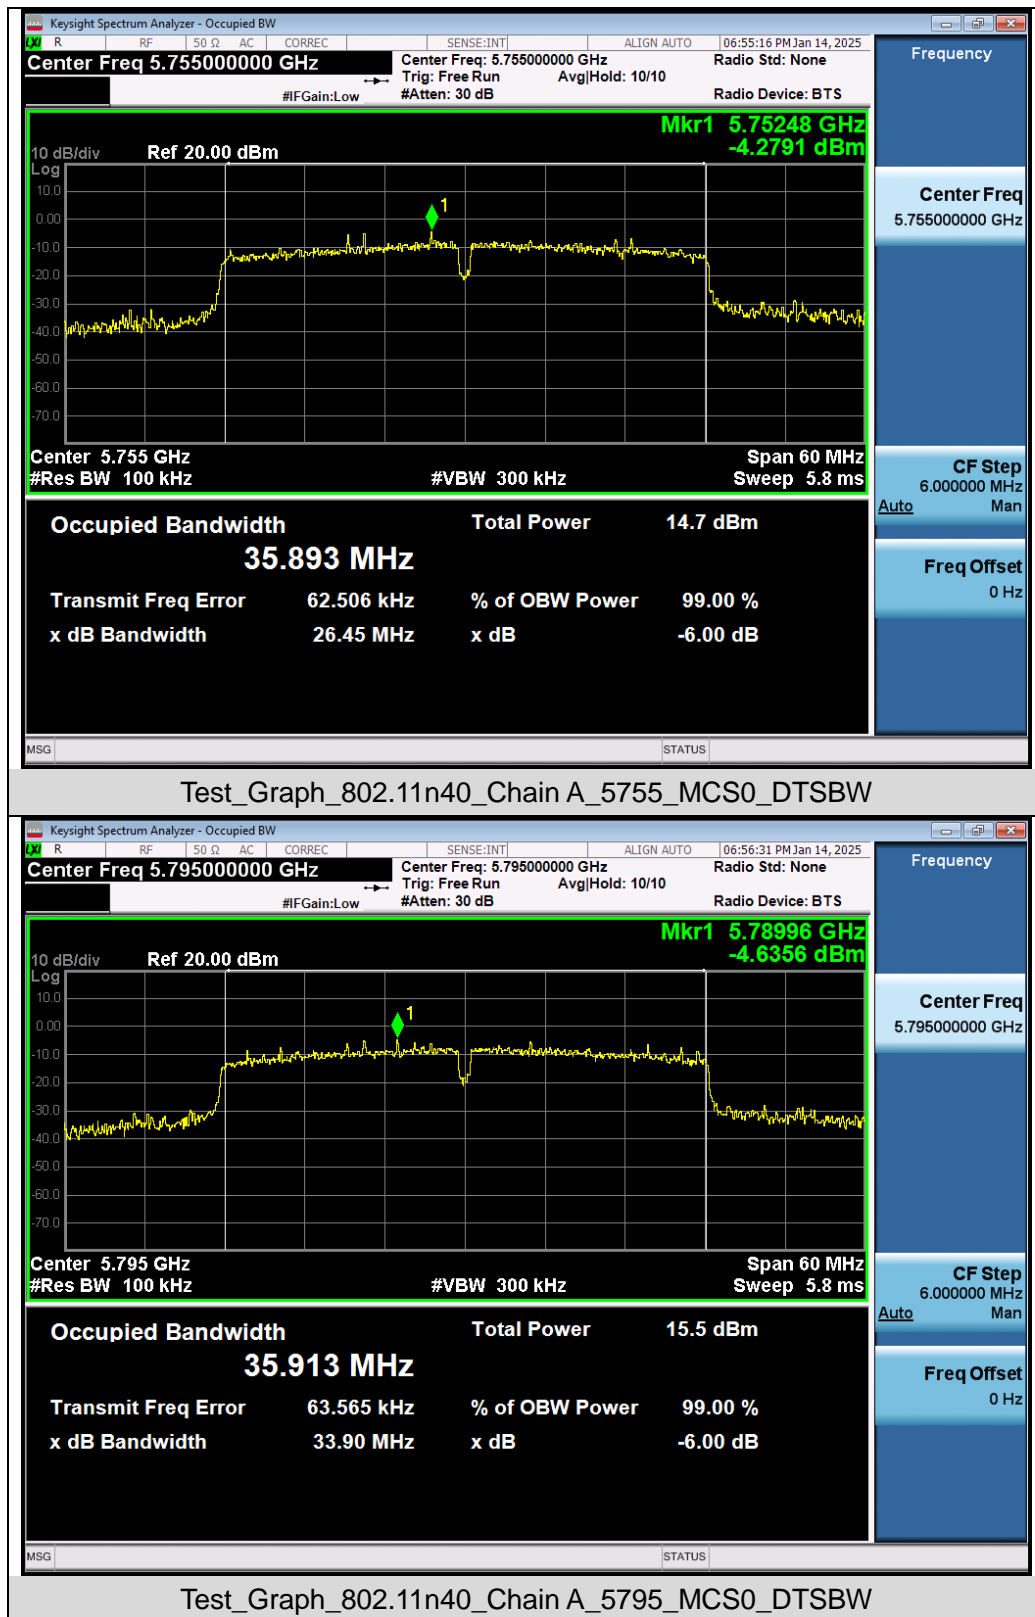 Keysight Spectrum Analyzer - Occupied BW
LXI R RF 50 Ω AC CORREC SENSE:INT ALIGN AUTO 06:55:16 PM Jan 14, 2025
Center Freq 5.755000000 GHz
Center Freq: 5.755000000 GHz Radio Std: None
Trig: Free Run Avg|Hold: 10/10
#IFGain:Low #Atten: 30 dB Radio Device: BTS
Frequency
Mkr1 5.75248 GHz
-4.2791 dBm
10 dB/div Ref 20.00 dBm
Log
10.0
0.00
-10.0
-20.0
-30.0
-40.0
-50.0
-60.0
-70.0
1
Center 5.755 GHz Span 60 MHz
#Res BW 100 kHz #VBW 300 kHz Sweep 5.8 ms
Center Freq
5.755000000 GHz
CF Step
6.000000 MHz
Auto Man
Freq Offset
0 Hz
Occupied Bandwidth Total Power 14.7 dBm
35.893 MHz
Transmit Freq Error 62.506 kHz % of OBW Power 99.00 %
x dB Bandwidth 26.45 MHz x dB -6.00 dB
MSG STATUS
Test_Graph_802.11n40_Chain A_5755_MCS0_DTSBW
Keysight Spectrum Analyzer - Occupied BW
LXI R RF 50 Ω AC CORREC SENSE:INT ALIGN AUTO 06:56:31 PM Jan 14, 2025
Center Freq 5.795000000 GHz
Center Freq: 5.795000000 GHz Radio Std: None
Trig: Free Run Avg|Hold: 10/10
#IFGain:Low #Atten: 30 dB Radio Device: BTS
Frequency
Mkr1 5.78996 GHz
-4.6356 dBm
10 dB/div Ref 20.00 dBm
Log
10.0
0.00
-10.0
-20.0
-30.0
-40.0
-50.0
-60.0
-70.0
1
Center 5.795 GHz Span 60 MHz
#Res BW 100 kHz #VBW 300 kHz Sweep 5.8 ms
Center Freq
5.795000000 GHz
CF Step
6.000000 MHz
Auto Man
Freq Offset
0 Hz
Occupied Bandwidth Total Power 15.5 dBm
35.913 MHz
Transmit Freq Error 63.565 kHz % of OBW Power 99.00 %
x dB Bandwidth 33.90 MHz x dB -6.00 dB
MSG STATUS
Test_Graph_802.11n40_Chain A_5795_MCS0_DTSBW